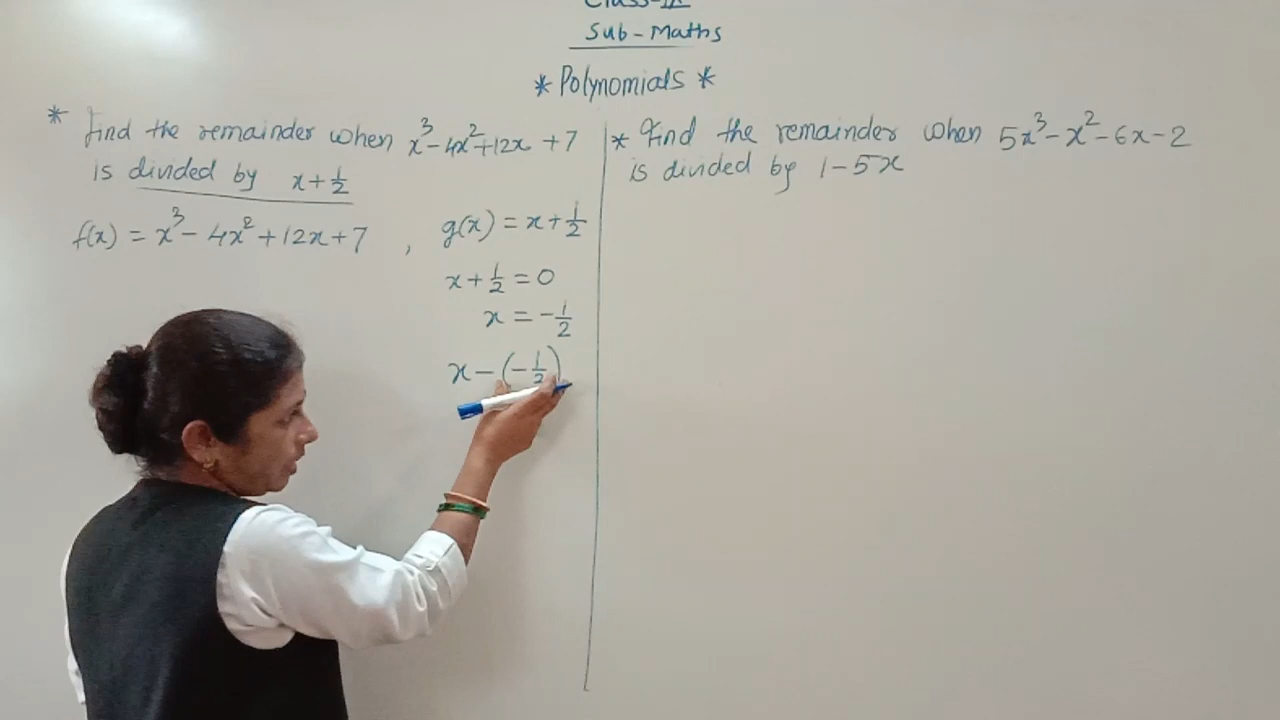 Class-IX
Sub-Maths
* Polynomials *
* Find the remainder when x³ - 4x² + 12x + 7
is divided by x + 1/2
f(x) = x³ - 4x² + 12x + 7 , g(x) = x + 1/2
x + 1/2 = 0
x = -1/2
x - (-1/2)
* Find the remainder when 5x³ - x² - 6x - 2
is divided by 1 - 5x